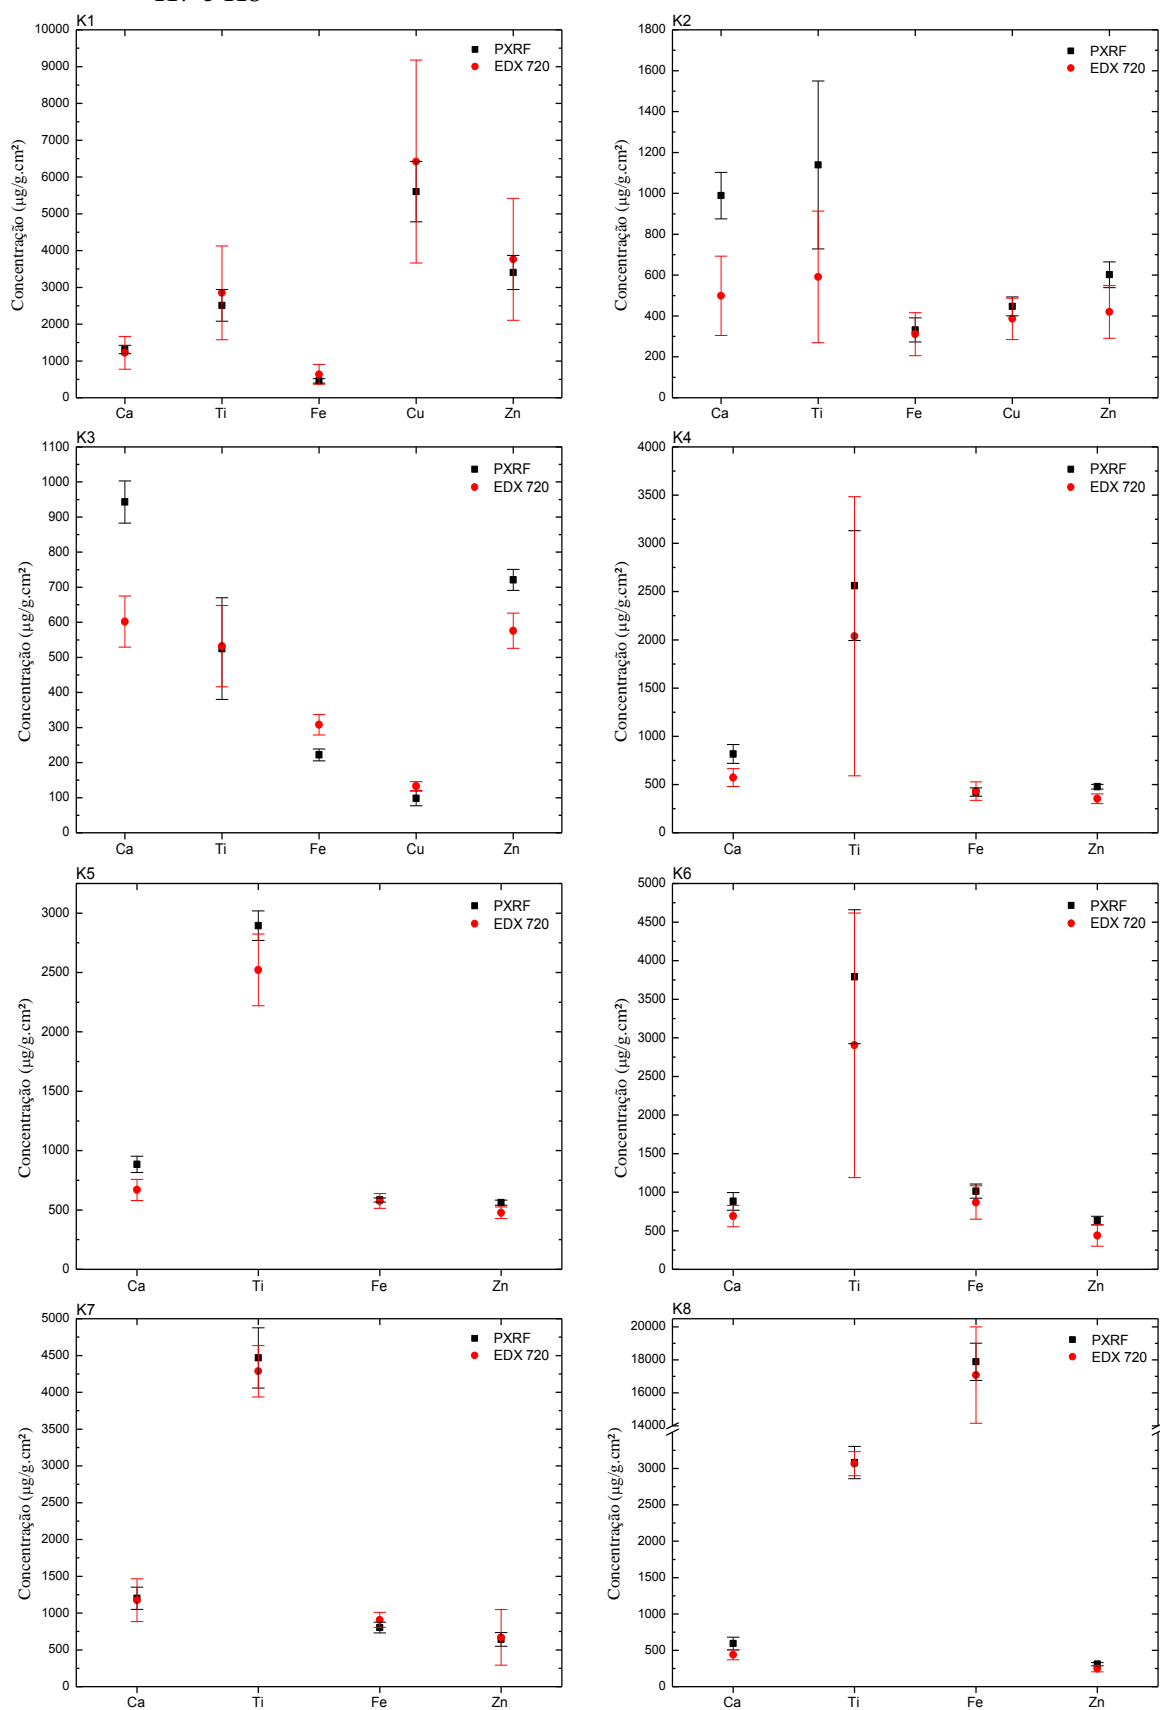 K1
10000
9000
8000
7000
6000
5000
4000
3000
2000
1000
0
Concentração (µg/g.cm²)
PXRF
EDX 720
Ca Ti Fe Cu Zn
K2
1800
1600
1400
1200
1000
800
600
400
200
0
Concentração (µg/g.cm²)
PXRF
EDX 720
Ca Ti Fe Cu Zn
K3
1100
1000
900
800
700
600
500
400
300
200
100
0
Concentração (µg/g.cm²)
PXRF
EDX 720
Ca Ti Fe Cu Zn
K4
4000
3500
3000
2500
2000
1500
1000
500
0
Concentração (µg/g.cm²)
PXRF
EDX 720
Ca Ti Fe Zn
K5
3000
2500
2000
1500
1000
500
0
Concentração (µg/g.cm²)
PXRF
EDX 720
Ca Ti Fe Zn
K6
5000
4500
4000
3500
3000
2500
2000
1500
1000
500
0
Concentração (µg/g.cm²)
PXRF
EDX 720
Ca Ti Fe Zn
K7
5000
4500
4000
3500
3000
2500
2000
1500
1000
500
0
Concentração (µg/g.cm²)
PXRF
EDX 720
Ca Ti Fe Zn
K8
20000
18000
16000
14000
3000
2500
2000
1500
1000
500
0
Concentração (µg/g.cm²)
PXRF
EDX 720
Ca Ti Fe Zn